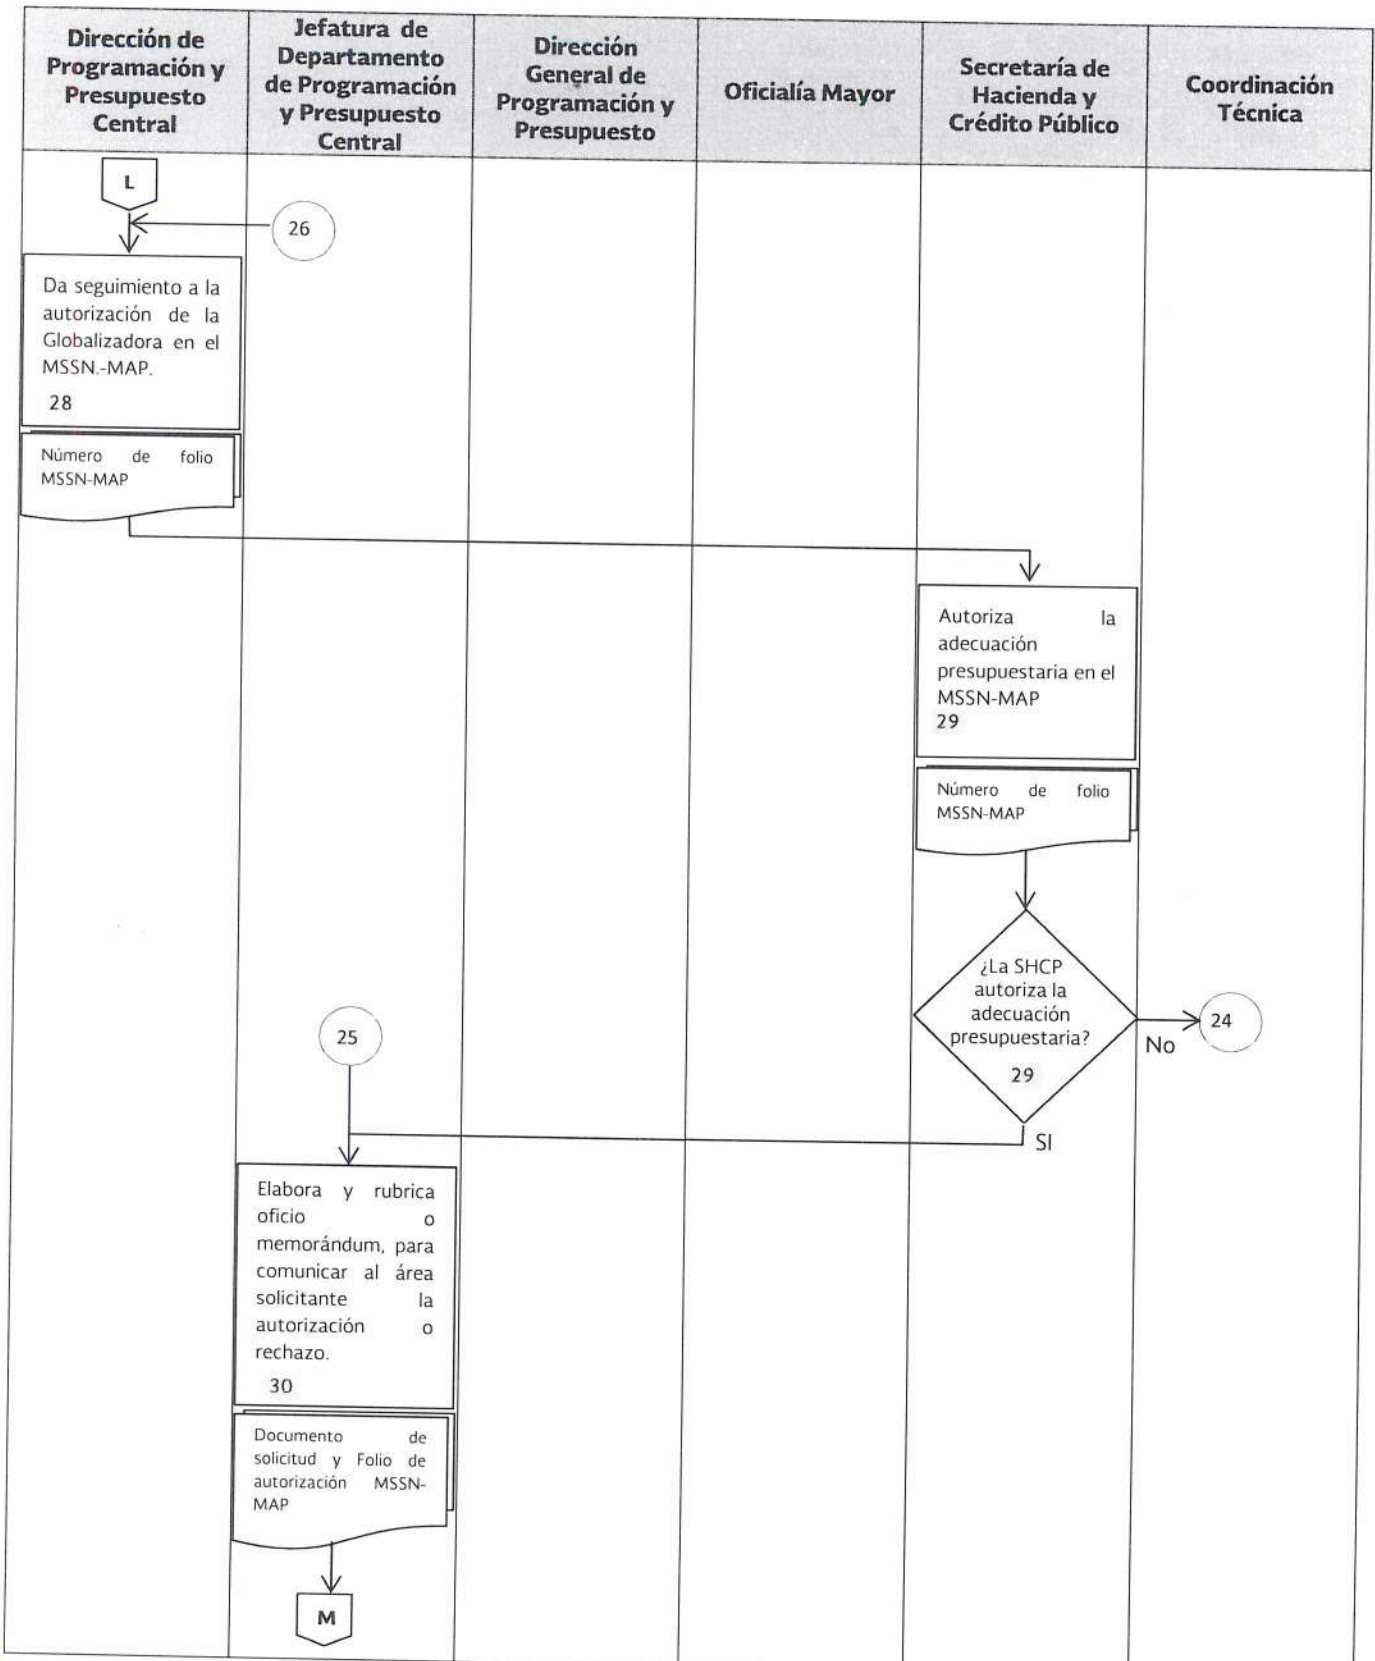 Dirección de
Programación y
Presupuesto
Central
Jefatura de
Departamento
de Programación
y Presupuesto
Central
Dirección
General de
Programación y
Presupuesto
Oficialía Mayor
Secretaría de
Hacienda y
Crédito Público
Coordinación
Técnica
L
26
Da seguimiento a la
autorización de la
Globalizadora en el
MSSN.-MAP.
28
Número de folio
MSSN-MAP
Autoriza la
adecuación
presupuestaria en el
MSSN-MAP
29
Número de folio
MSSN-MAP
¿La SHCP
autoriza la
adecuación
presupuestaria?
29
No
24
SI
25
Elabora y rubrica
oficio o
memorándum, para
comunicar al área
solicitante la
autorización o
rechazo.
30
Documento de
solicitud y Folio de
autorización MSSN-
MAP
M